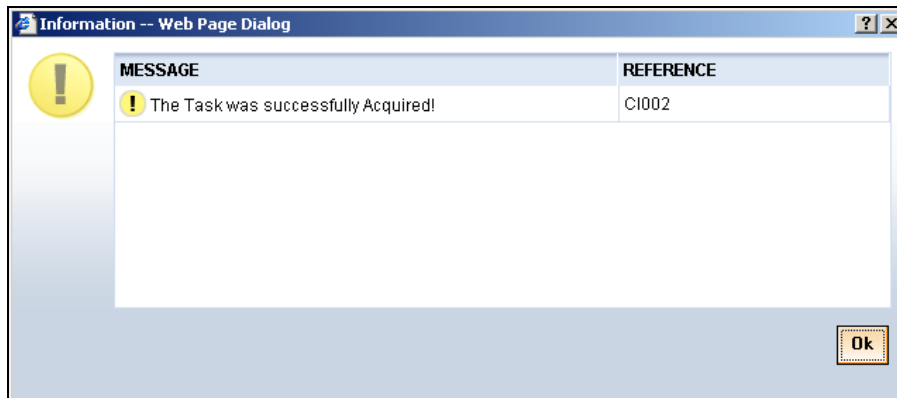 Information -- Web Page Dialog
MESSAGE REFERENCE
The Task was successfully Acquired! CI002
Ok